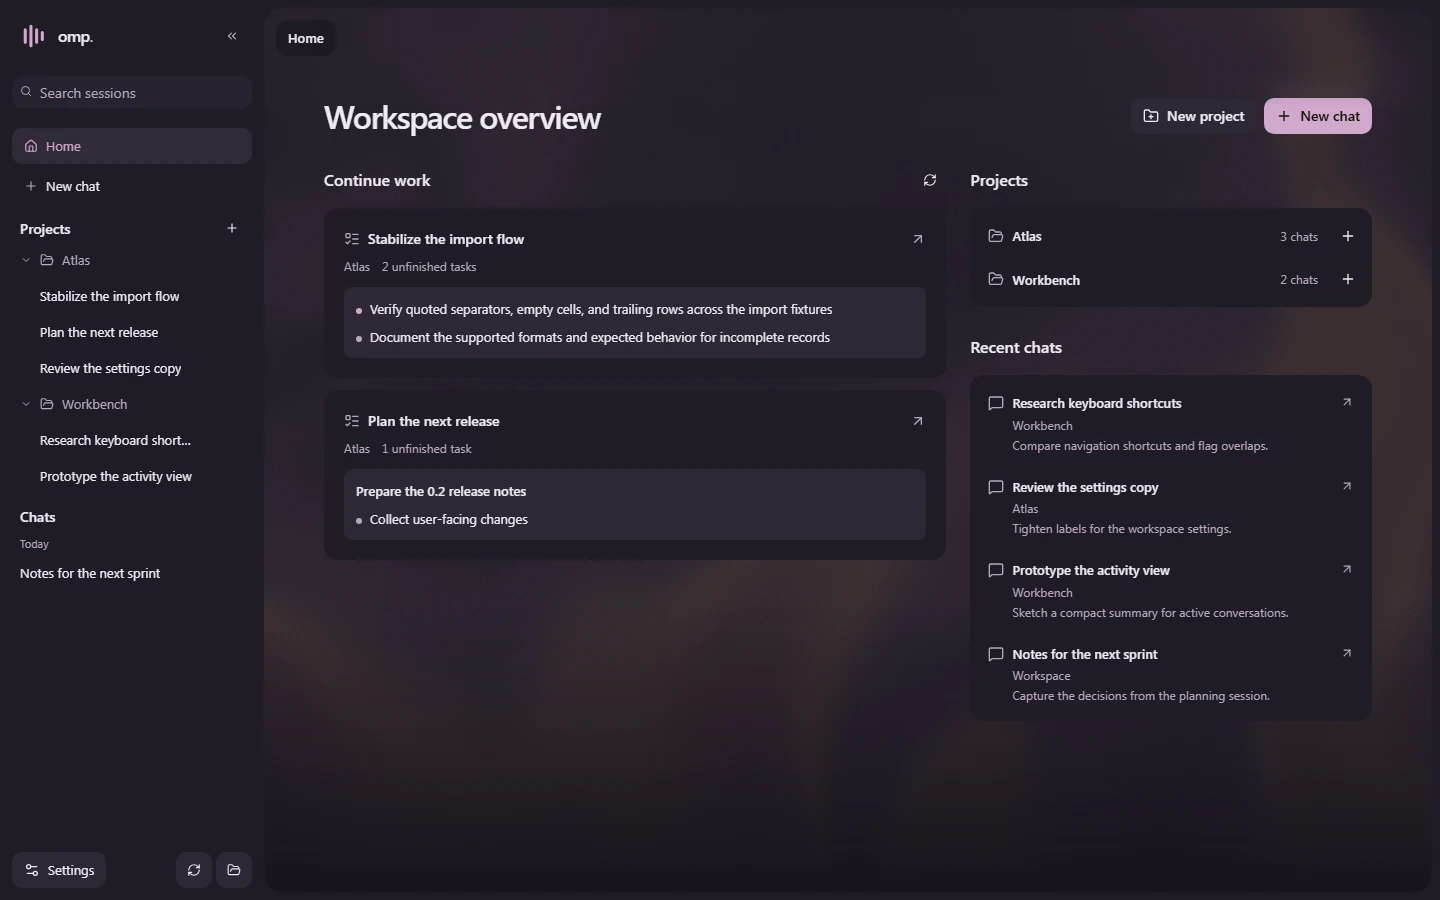 omp.
Search sessions
Home
New chat
Projects
Atlas
Stabilize the import flow
Plan the next release
Review the settings copy
Workbench
Research keyboard short...
Prototype the activity view
Chats
Today
Notes for the next sprint
Settings
Home
Workspace overview
New project
New chat
Continue work
Stabilize the import flow
Atlas 2 unfinished tasks
Verify quoted separators, empty cells, and trailing rows across the import fixtures
Document the supported formats and expected behavior for incomplete records
Plan the next release
Atlas 1 unfinished task
Prepare the 0.2 release notes
Collect user-facing changes
Projects
Atlas 3 chats
Workbench 2 chats
Recent chats
Research keyboard shortcuts
Workbench
Compare navigation shortcuts and flag overlaps.
Review the settings copy
Atlas
Tighten labels for the workspace settings.
Prototype the activity view
Workbench
Sketch a compact summary for active conversations.
Notes for the next sprint
Workspace
Capture the decisions from the planning session.